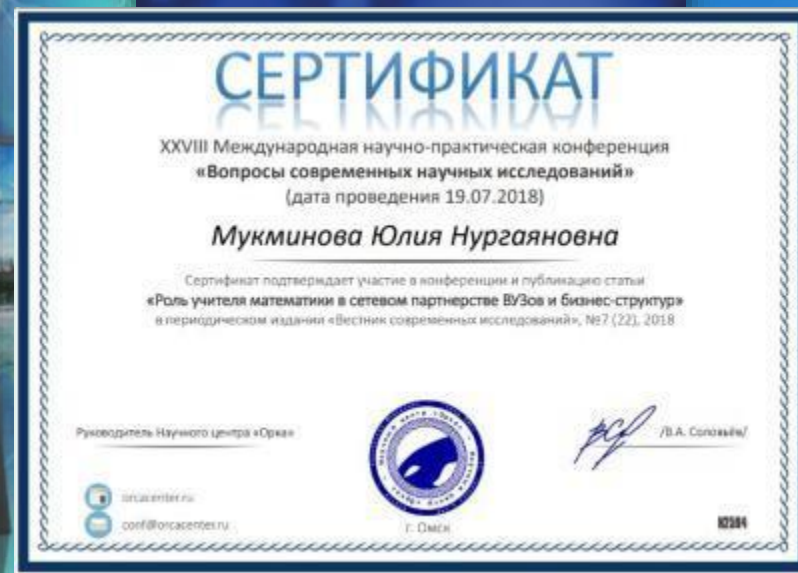 СЕРТИФИКАТ
XXVIII Международная научно-практическая конференция
«Вопросы современных научных исследований»
(дата проведения 19.07.2018)
Мукминова Юлия Нургаяновна
Сертификат подтверждает участие в конференции и публикацию статьи
«Роль учителя математики в сетевом партнерстве ВУЗов и бизнес-структур»
в периодическом издании «Вестник современных исследований», №7 (22), 2018
Руководитель Научного центра «Орка»
/В.А. Соловьёв/
orcacenter.ru
conf@orcacenter.ru
г. Омск